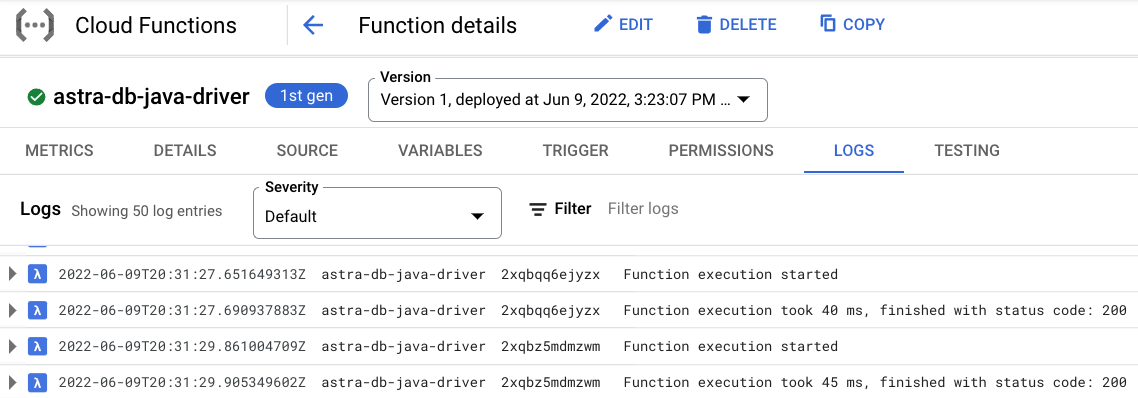 Cloud Functions Function details EDIT DELETE COPY
Version
astra-db-java-driver 1st gen Version 1, deployed at Jun 9, 2022, 3:23:07 PM ...
METRICS DETAILS SOURCE VARIABLES TRIGGER PERMISSIONS LOGS TESTING
Severity
Logs Showing 50 log entries Default Filter Filter logs
λ 2022-06-09T20:31:27.651649313Z astra-db-java-driver 2xqbqq6ejyzx Function execution started
λ 2022-06-09T20:31:27.690937883Z astra-db-java-driver 2xqbqq6ejyzx Function execution took 40 ms, finished with status code: 200
λ 2022-06-09T20:31:29.861004709Z astra-db-java-driver 2xqbz5mdmzwm Function execution started
λ 2022-06-09T20:31:29.905349602Z astra-db-java-driver 2xqbz5mdmzwm Function execution took 45 ms, finished with status code: 200